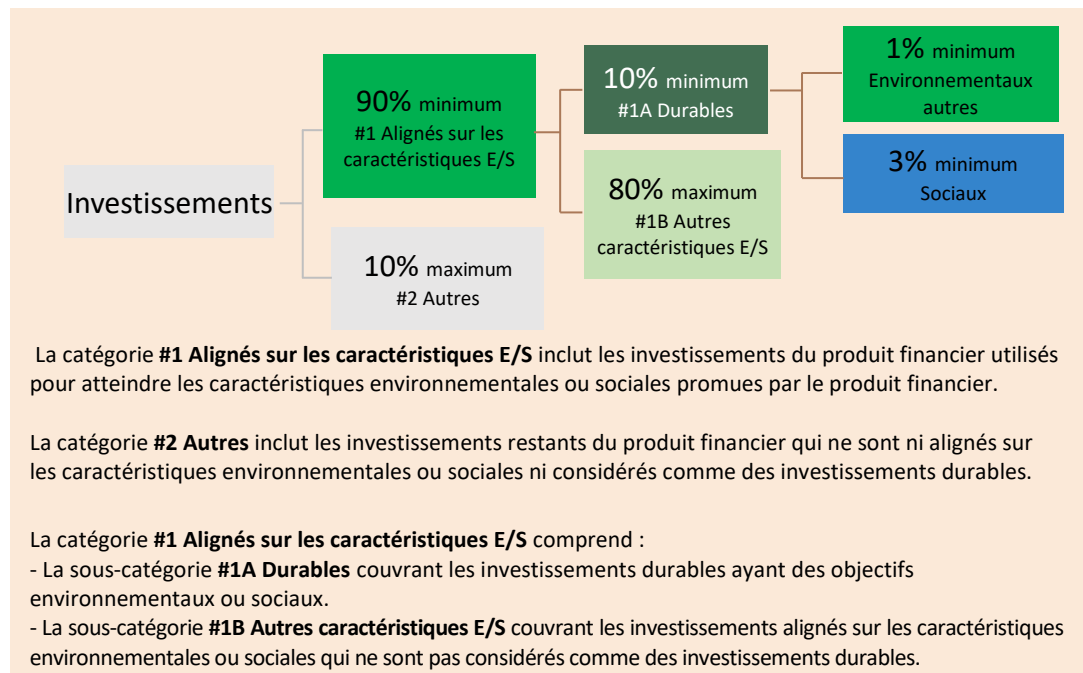 1% minimum
Environnementaux
autres
90% minimum
#1 Alignés sur les
caractéristiques E/S
10% minimum
#1A Durables
3% minimum
Sociaux
Investissements
80% maximum
#1B Autres
caractéristiques E/S
10% maximum
#2 Autres
La catégorie #1 Alignés sur les caractéristiques E/S inclut les investissements du produit financier utilisés
pour atteindre les caractéristiques environnementales ou sociales promues par le produit financier.
La catégorie #2 Autres inclut les investissements restants du produit financier qui ne sont ni alignés sur
les caractéristiques environnementales ou sociales ni considérés comme des investissements durables.
La catégorie #1 Alignés sur les caractéristiques E/S comprend :
- La sous-catégorie #1A Durables couvrant les investissements durables ayant des objectifs
environnementaux ou sociaux.
- La sous-catégorie #1B Autres caractéristiques E/S couvrant les investissements alignés sur les caractéristiques
environnementales ou sociales qui ne sont pas considérés comme des investissements durables.